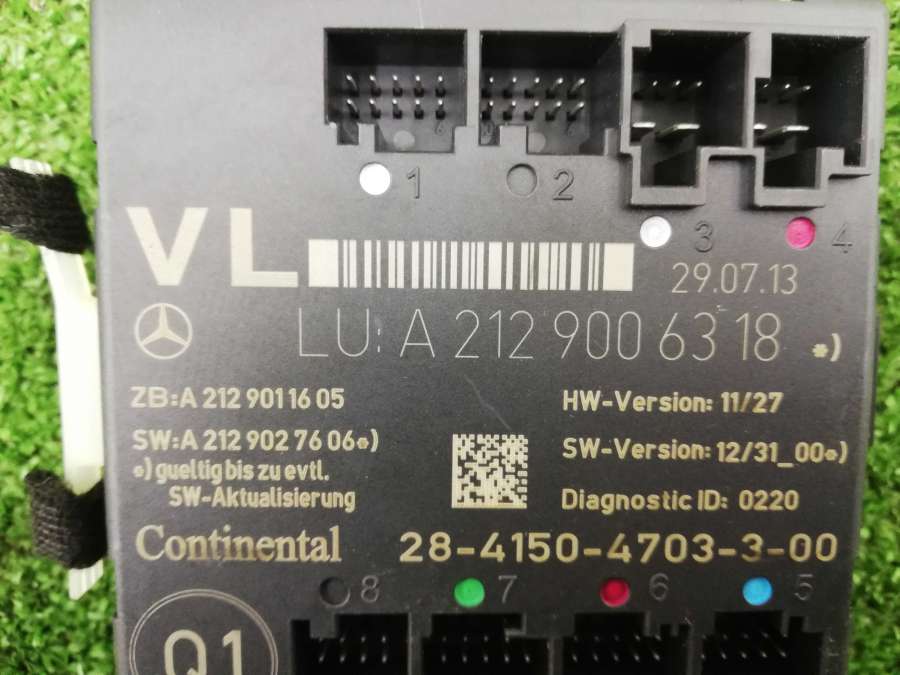 1 2
3 4
VL
29.07.13
LU: A 212 900 63 18 *)
ZB:A 212 901 16 05
HW-Version: 11/27
SW:A 212 902 76 06*)
SW-Version: 12/31_00*)
*) gueltig bis zu evtl.
SW-Aktualisierung
Diagnostic ID: 0220
Continental 28-4150-4703-3-00
8 7 6 5
Q1